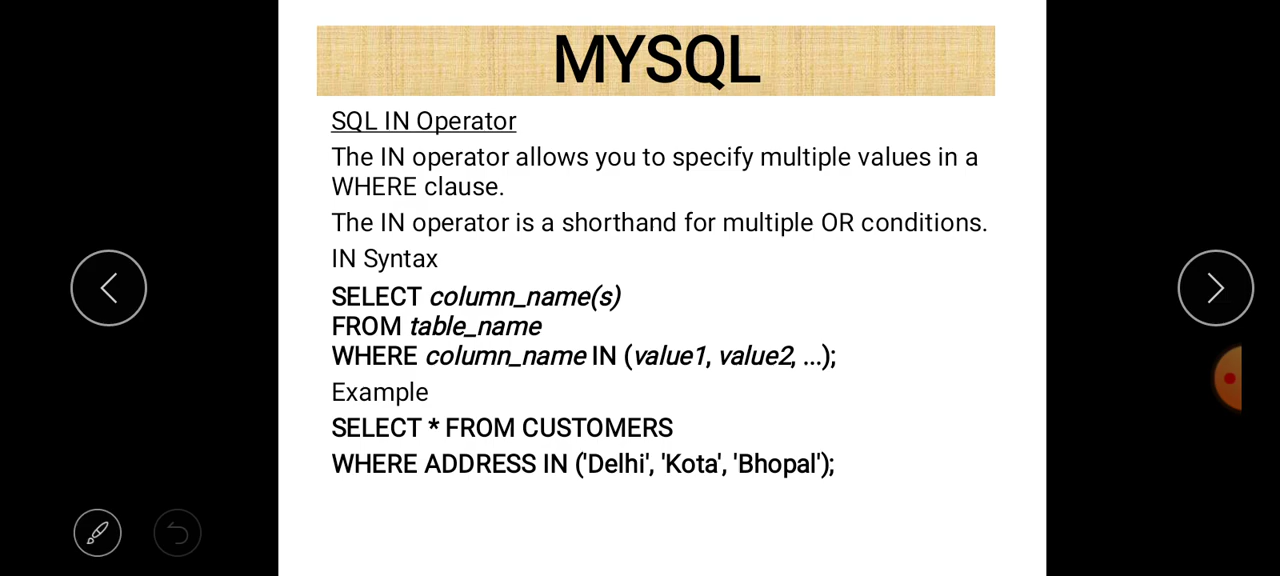 MYSQL
SQL IN Operator
The IN operator allows you to specify multiple values in a
WHERE clause.
The IN operator is a shorthand for multiple OR conditions.
IN Syntax
SELECT column_name(s)
FROM table_name
WHERE column_name IN (value1, value2, ...);
Example
SELECT * FROM CUSTOMERS
WHERE ADDRESS IN ('Delhi', 'Kota', 'Bhopal');